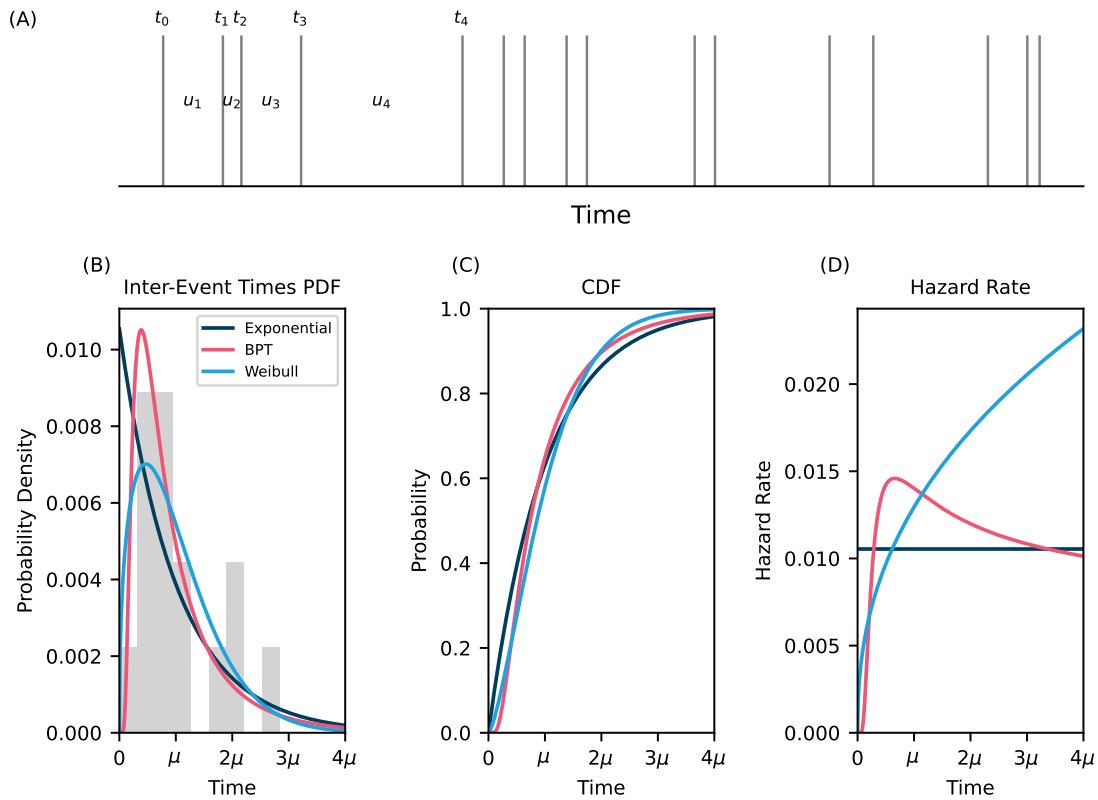 (A)
t0 t1 t2 t3 t4
u1 u2 u3 u4
Time
(B)
Inter-Event Times PDF
Exponential
BPT
Weibull
Probability Density
0.010
0.008
0.006
0.004
0.002
0.000
0 μ 2μ 3μ 4μ
Time
(C)
CDF
Probability
1.0
0.8
0.6
0.4
0.2
0.0
0 μ 2μ 3μ 4μ
Time
(D)
Hazard Rate
Hazard Rate
0.020
0.015
0.010
0.005
0.000
0 μ 2μ 3μ 4μ
Time